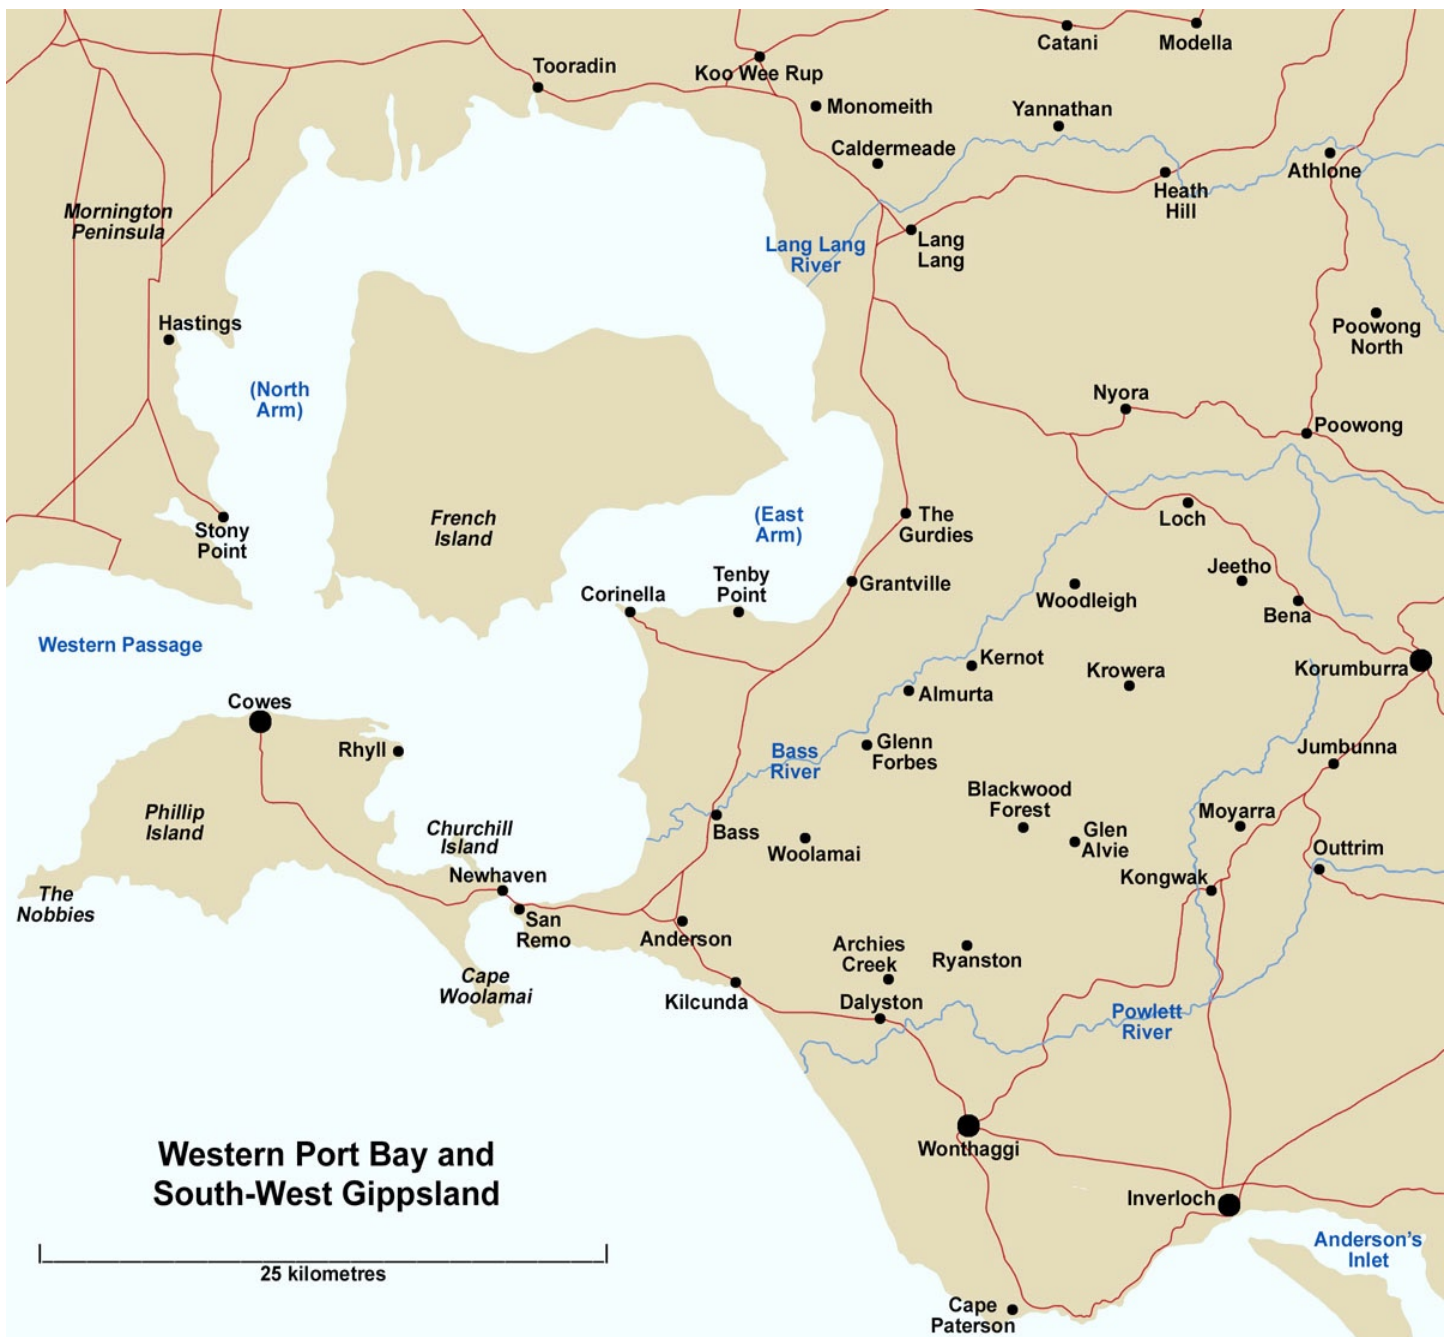 Catani
Modella
Tooradin
Koo Wee Rup
Monomeith
Yannathan
Caldermeade
Athlone
Heath
Hill
Mornington
Peninsula
Lang Lang
River
Lang
Lang
Hastings
Poowong
North
(North
Arm)
Nyora
Poowong
French
Island
(East
Arm)
The
Gurdies
Loch
Stony
Point
Jeetho
Tenby
Point
Corinella
Grantville
Woodleigh
Bena
Western Passage
Kernot
Krowera
Korumburra
Cowes
Almurta
Rhyll
Bass
River
Glenn
Forbes
Jumbunna
Phillip
Island
Blackwood
Forest
Moyarra
Churchill
Island
Bass
Woolamai
Glen
Alvie
Outtrim
Newhaven
Kongwak
The
Nobbies
San
Remo
Anderson
Archies
Creek
Ryanston
Cape
Woolamai
Kilcunda
Dalyston
Powlett
River
Western Port Bay and
South-West Gippsland
Wonthaggi
Inverloch
Anderson’s
Inlet
25 kilometres
Cape
Paterson